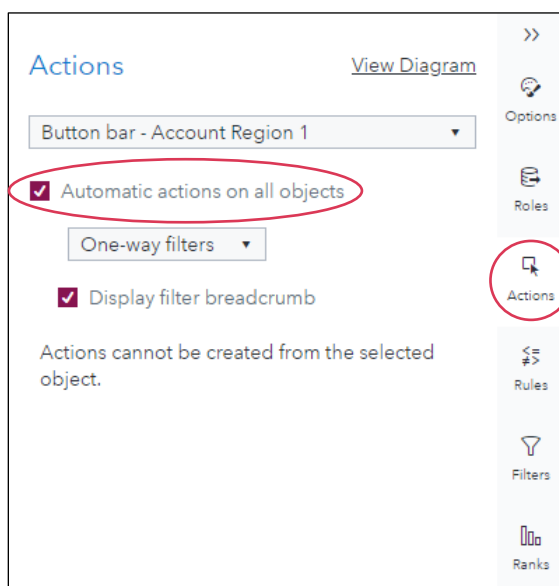 Actions
View Diagram
Button bar - Account Region 1
Automatic actions on all objects
One-way filters
Display filter breadcrumb
Actions cannot be created from the selected
object.
Options
Roles
Actions
Rules
Filters
Ranks